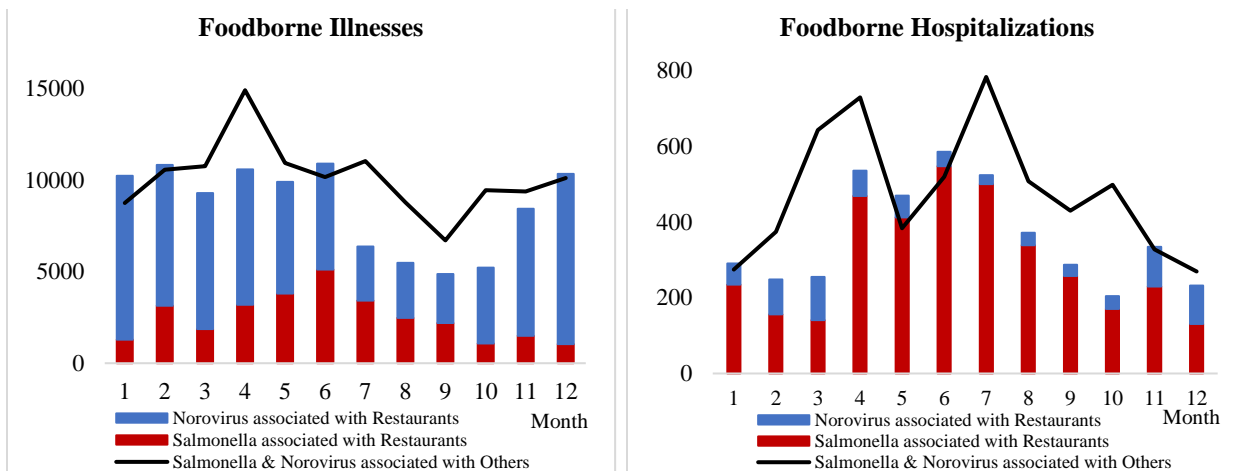 Foodborne Illnesses
15000
10000
5000
0
1 2 3 4 5 6 7 8 9 10 11 12
Month
Norovirus associated with Restaurants
Salmonella associated with Restaurants
Salmonella & Norovirus associated with Others
Foodborne Hospitalizations
800
600
400
200
0
1 2 3 4 5 6 7 8 9 10 11 12
Month
Norovirus associated with Restaurants
Salmonella associated with Restaurants
Salmonella & Norovirus associated with Others